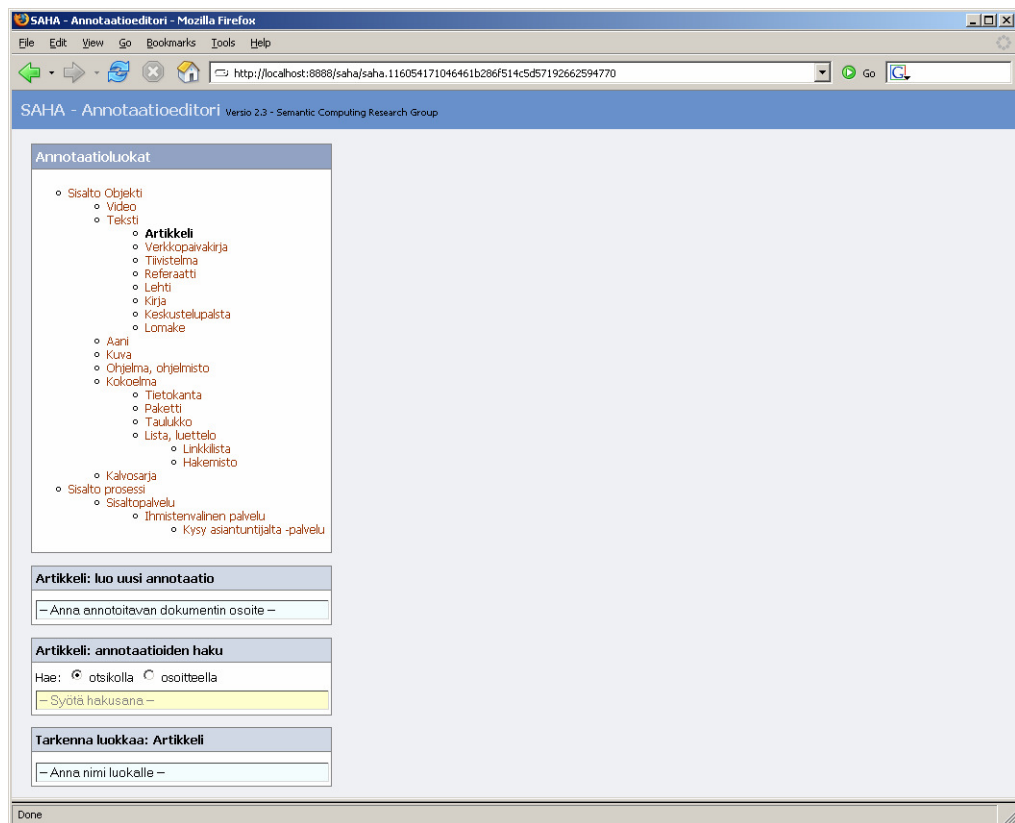 SAHA - Annotaatioeditori - Mozilla Firefox
File Edit View Go Bookmarks Tools Help
http://localhost:8888/saha/saha.116054171046461b286f514c5d57192662594770 Go G
SAHA - Annotaatioeditori Versio 2.3 - Semantic Computing Research Group
Annotaatioluokat
Sisalto Objekti
Video
Teksti
Artikkeli
Verkkopaivakirja
Tiivistelma
Referaatti
Lehti
Kirja
Keskustelupalsta
Lomake
Aani
Kuva
Ohjelma, ohjelmisto
Kokoelma
Tietokanta
Paketti
Taulukko
Lista, luettelo
Linkkilista
Hakemisto
Kalvosarja
Sisalto prosessi
Sisaltopalvelu
Ihmistenvalinen palvelu
Kysy asiantuntijalta -palvelu
Artikkeli: luo uusi annotaatio
– Anna annotoitavan dokumentin osoite –
Artikkeli: annotaatioiden haku
Hae: otsikolla osoitteella
– Syötä hakusana –
Tarkenna luokkaa: Artikkeli
– Anna nimi luokalle –
Done